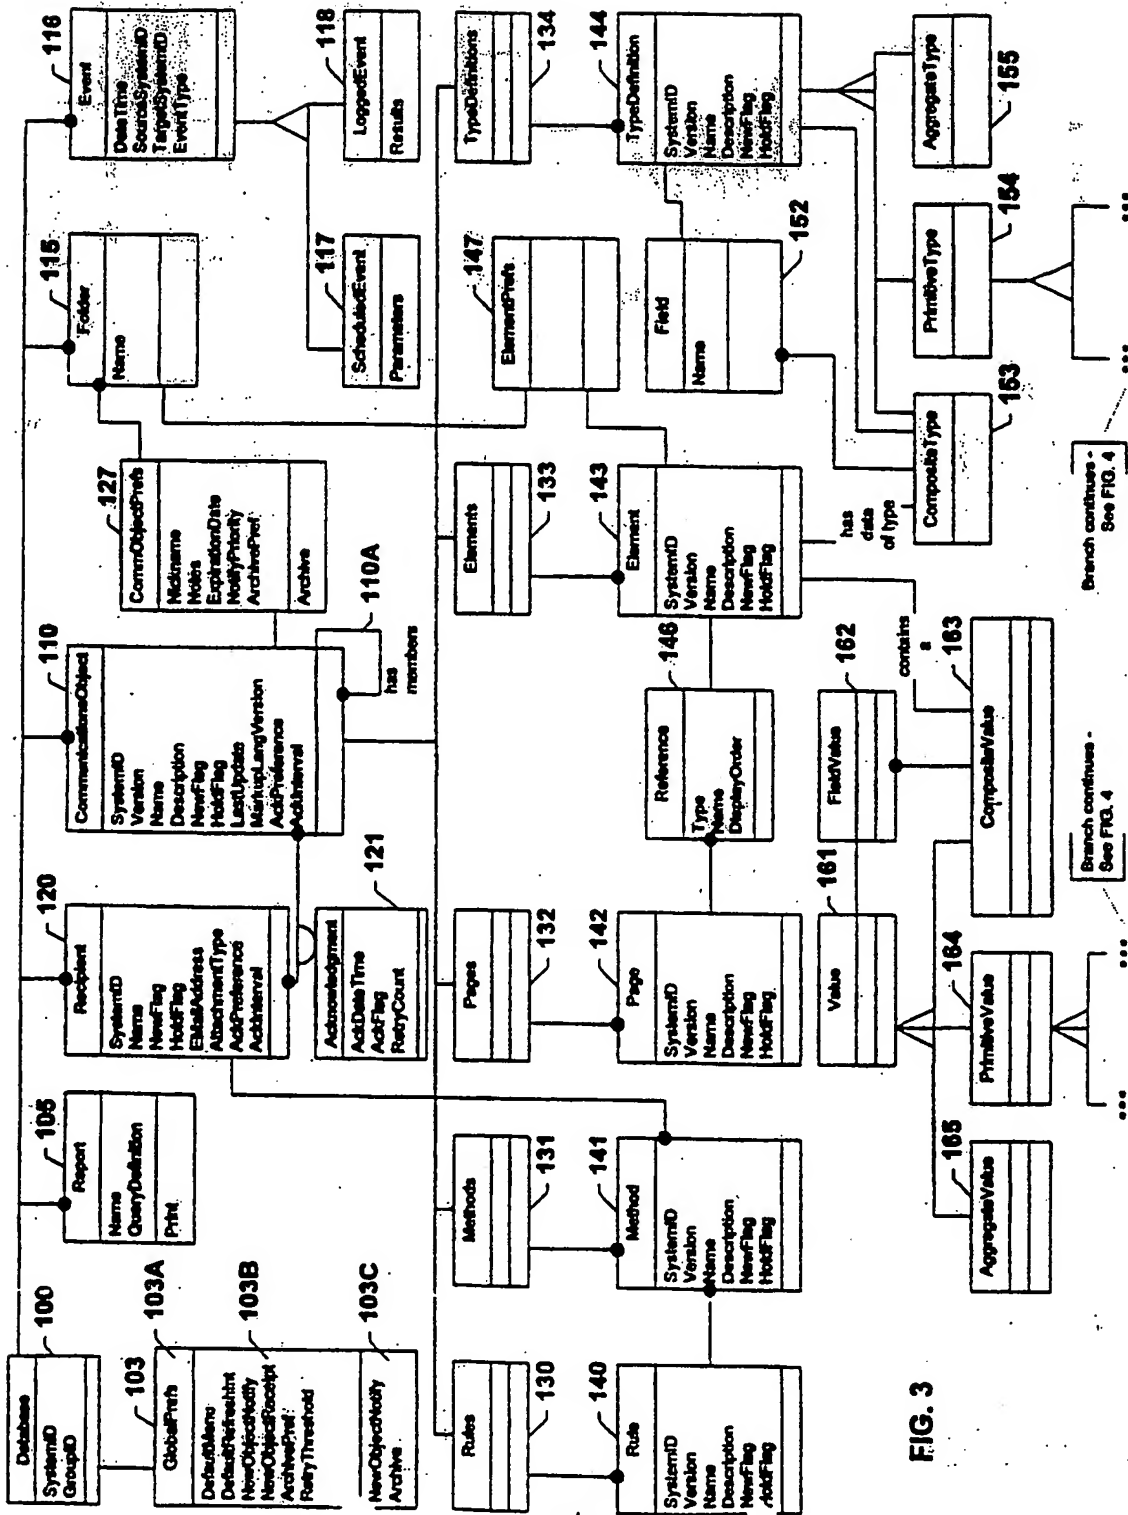 Database
SystemID
GroupID
100
103
103A
GlobalPrefs
DefaultMenu
DefaultRefreshInt
NewObjectNotify
NewObjectReceipt
ArchivePref
RetryThreshold
103B
NewObjectNotify
Archive
103C
Report
Name
QueryDefinition
Print
105
Recipient
SystemID
Name
NewFlag
HoldFlag
EMailAddress
AttachmentType
AckPreference
AckInterval
120
Acknowledgment
AckDateTime
AckFlag
RetryCount
121
CommunicationsObject
SystemID
Version
Name
Description
NewFlag
HoldFlag
LastUpdate
MarkupLangVersion
AckPreference
AckInterval
110
110A
has
members
CommObjectPrefs
Nickname
Notes
ExpirationDate
NotifyPriority
ArchivePref
Archive
127
Folder
Name
115
Event
DateTime
SourceSystemID
TargetSystemID
EventType
116
ScheduledEvent
Parameters
117
LoggedEvent
Results
118
Rules
130
Methods
131
Pages
132
Elements
133
ElementPrefs
147
TypeDefinitions
134
Rule
SystemID
Version
Name
Description
NewFlag
HoldFlag
140
Method
SystemID
Version
Name
Description
NewFlag
HoldFlag
141
Page
SystemID
Version
Name
Description
NewFlag
HoldFlag
142
Reference
Type
Name
DisplayOrder
146
Element
SystemID
Version
Name
Description
NewFlag
HoldFlag
143
Field
Name
152
TypeDefinition
SystemID
Version
Name
Description
NewFlag
HoldFlag
144
Value
161
FieldValue
162
contains
a
has
data
of type
AggregateValue
165
PrimitiveValue
164
CompositeValue
163
CompositeType
153
PrimitiveType
154
AggregateType
155
Branch continues -
See FIG. 4
Branch continues -
See FIG. 4
FIG. 3